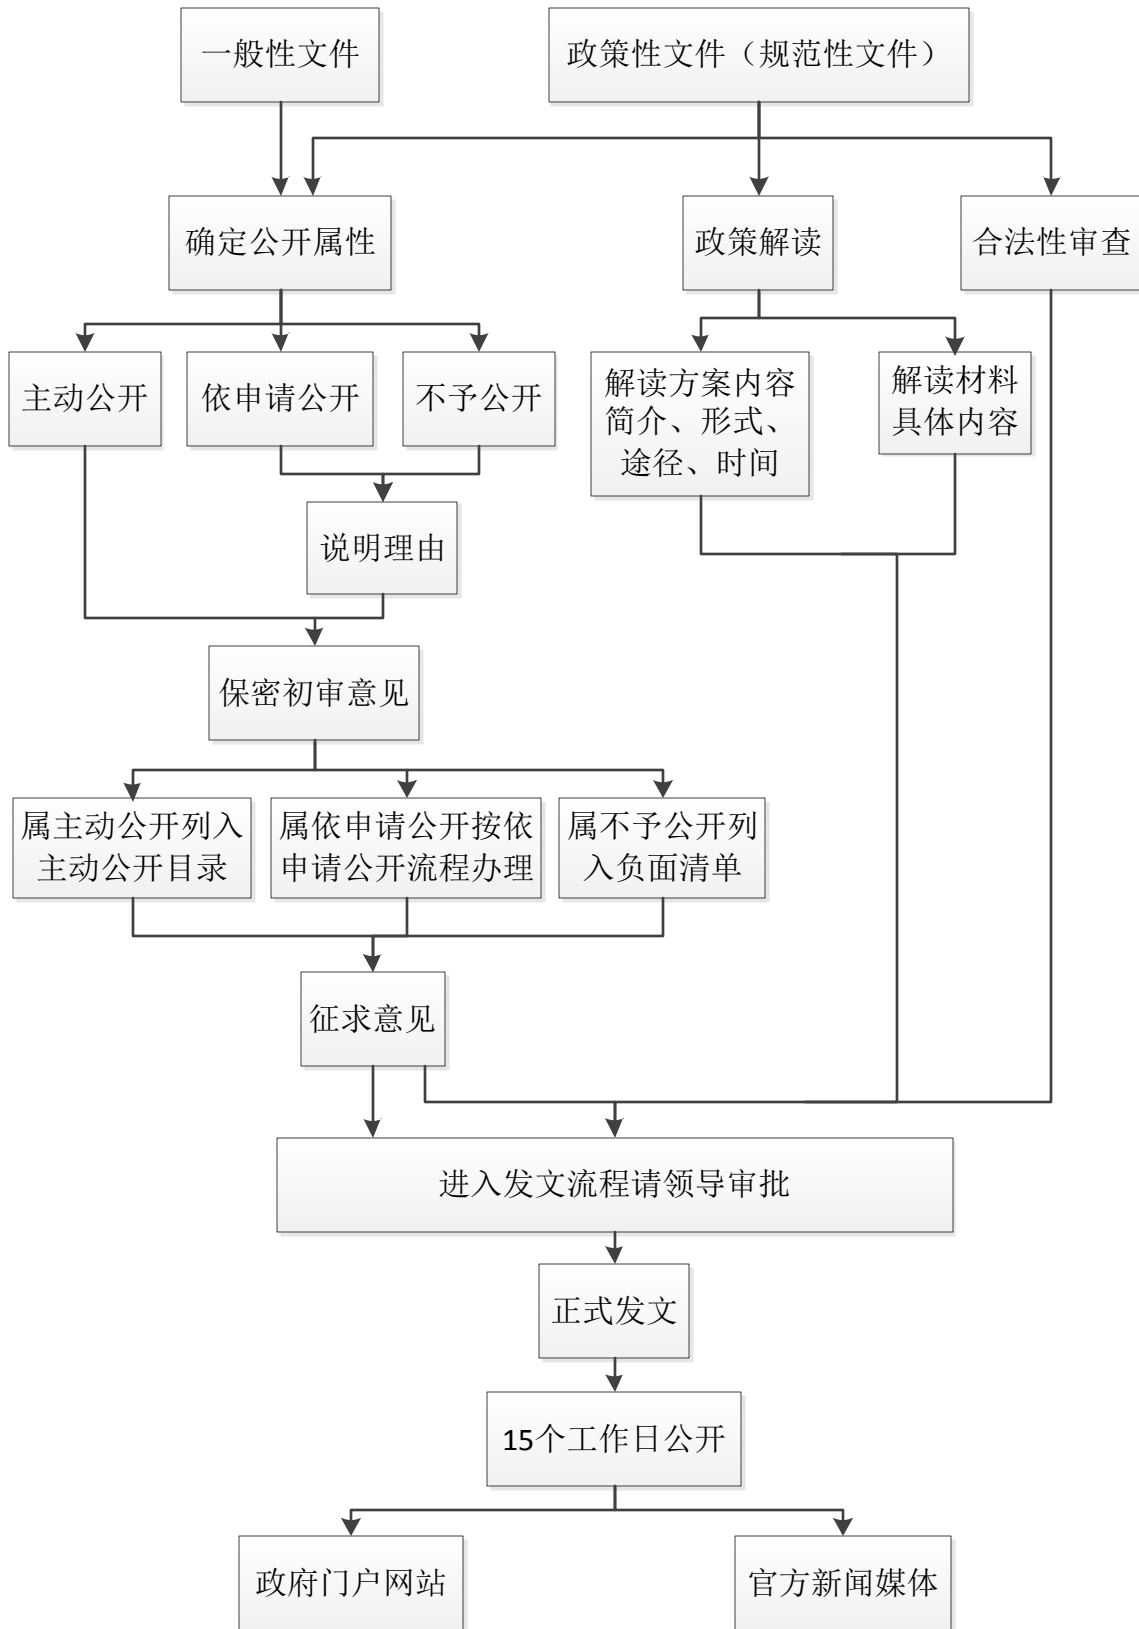 一般性文件
政策性文件（规范性文件）
确定公开属性
政策解读
合法性审查
主动公开
依申请公开
不予公开
解读方案内容
简介、形式、
途径、时间
解读材料
具体内容
说明理由
保密初审意见
属主动公开列入
主动公开目录
属依申请公开按依
申请公开流程办理
属不予公开列
入负面清单
征求意见
进入发文流程请领导审批
正式发文
15个工作日公开
政府门户网站
官方新闻媒体